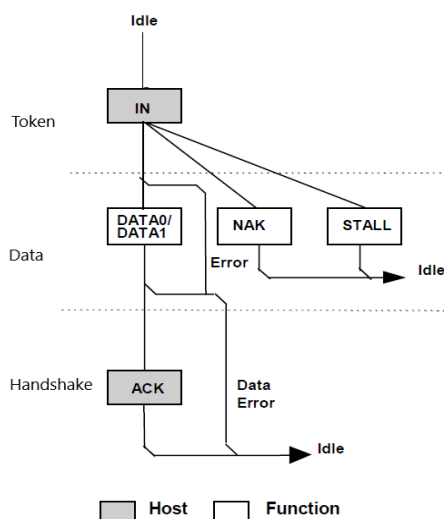 Idle
IN
Token
DATA0/
DATA1
NAK
STALL
Data
Error
Idle
Handshake
ACK
Data
Error
Idle
Host
Function